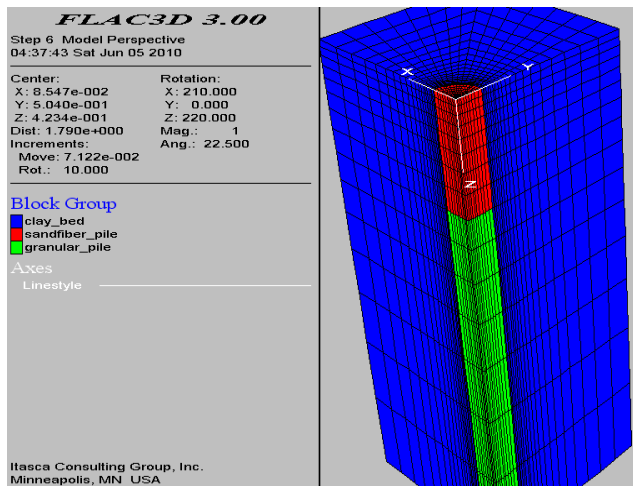 FLAC3D 3.00
Step 6 Model Perspective
04:37:43 Sat Jun 05 2010
Center:
X: 8.547e-002
Y: 5.040e-001
Z: 4.234e-001
Dist: 1.790e+000
Increments:
Move: 7.122e-002
Rot.: 10.000
Rotation:
X: 210.000
Y: 0.000
Z: 220.000
Mag.: 1
Ang.: 22.500
Block Group
clay_bed
sandfiber_pile
granular_pile
Axes
Linestyle
Itasca Consulting Group, Inc.
Minneapolis, MN USA
X
Y
Z